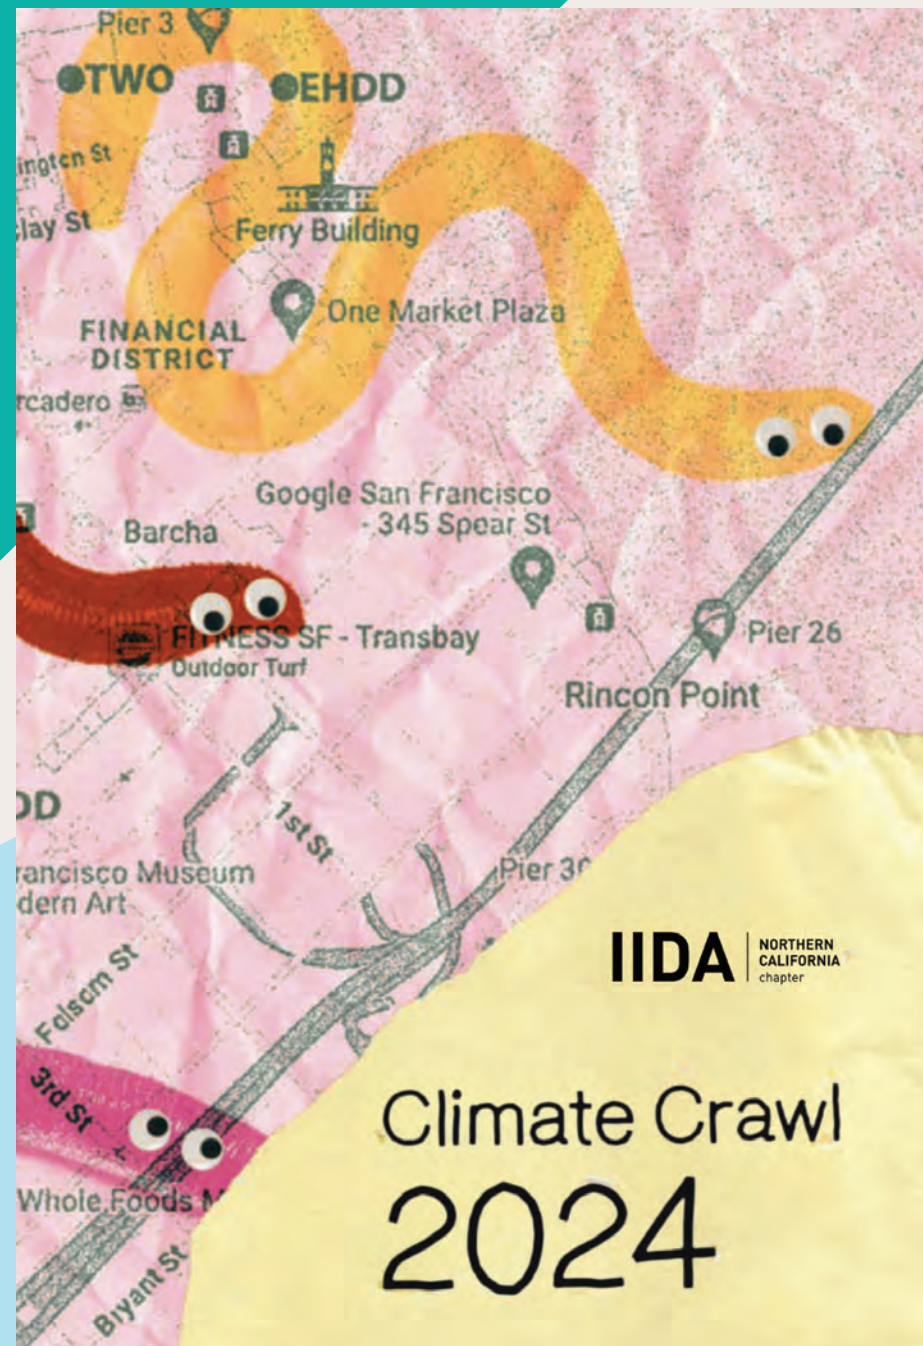 Pier 3
TWO
EHDD
ington St
lay St
Ferry Building
One Market Plaza
FINANCIAL
DISTRICT
rcadero
Google San Francisco
- 345 Spear St
Barcha
FITNESS SF - Transbay
Outdoor Turf
Pier 26
Rincon Point
DD
1st St
rancisco Museum
dern Art
Pier 30
Folsom St
IIDA
NORTHERN
CALIFORNIA
chapter
3rd St
Climate Crawl
2024
Whole Foods M
Bryant St